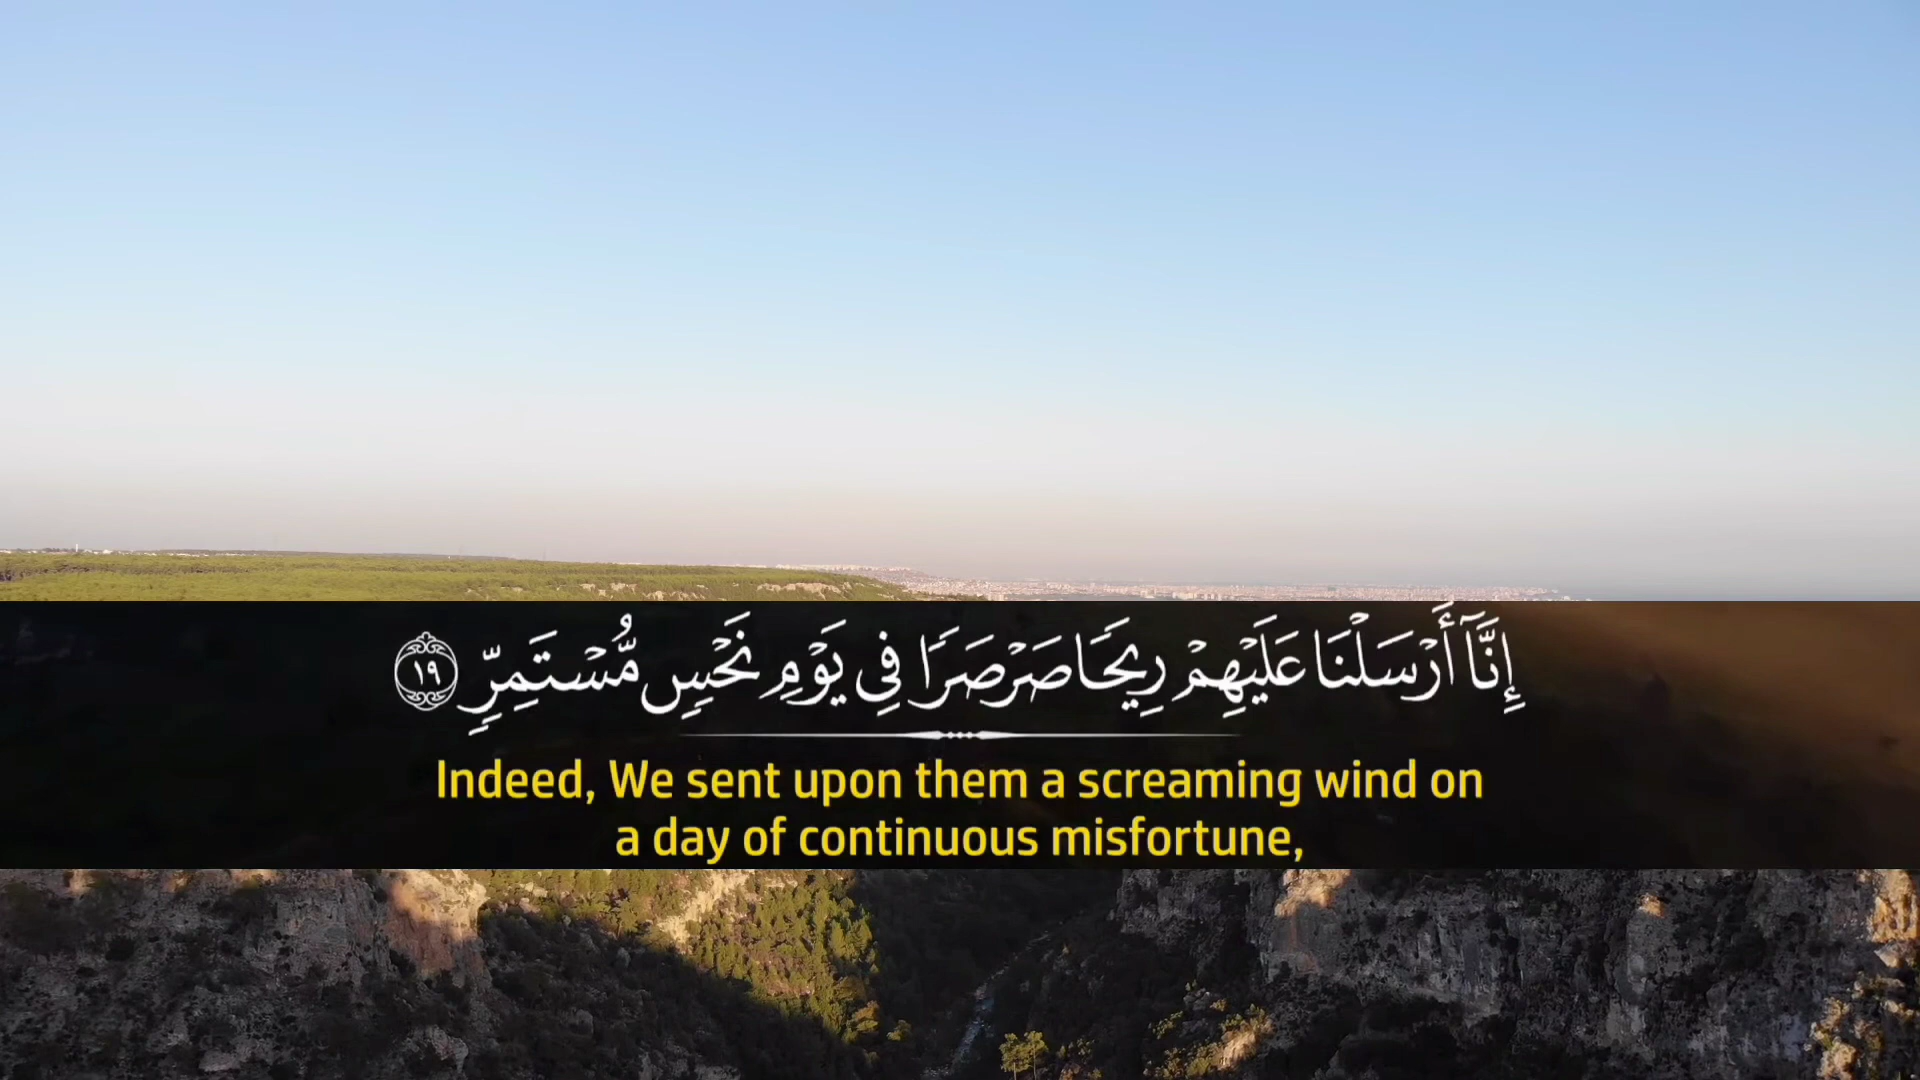 إِنَّآ أَرْسَلْنَا عَلَيْهِمْ رِيحًا صَرْصَرًا فِى يَوْمِ نَحْسٍ مُّسْتَمِرٍّ ١٩
Indeed, We sent upon them a screaming wind on
a day of continuous misfortune,